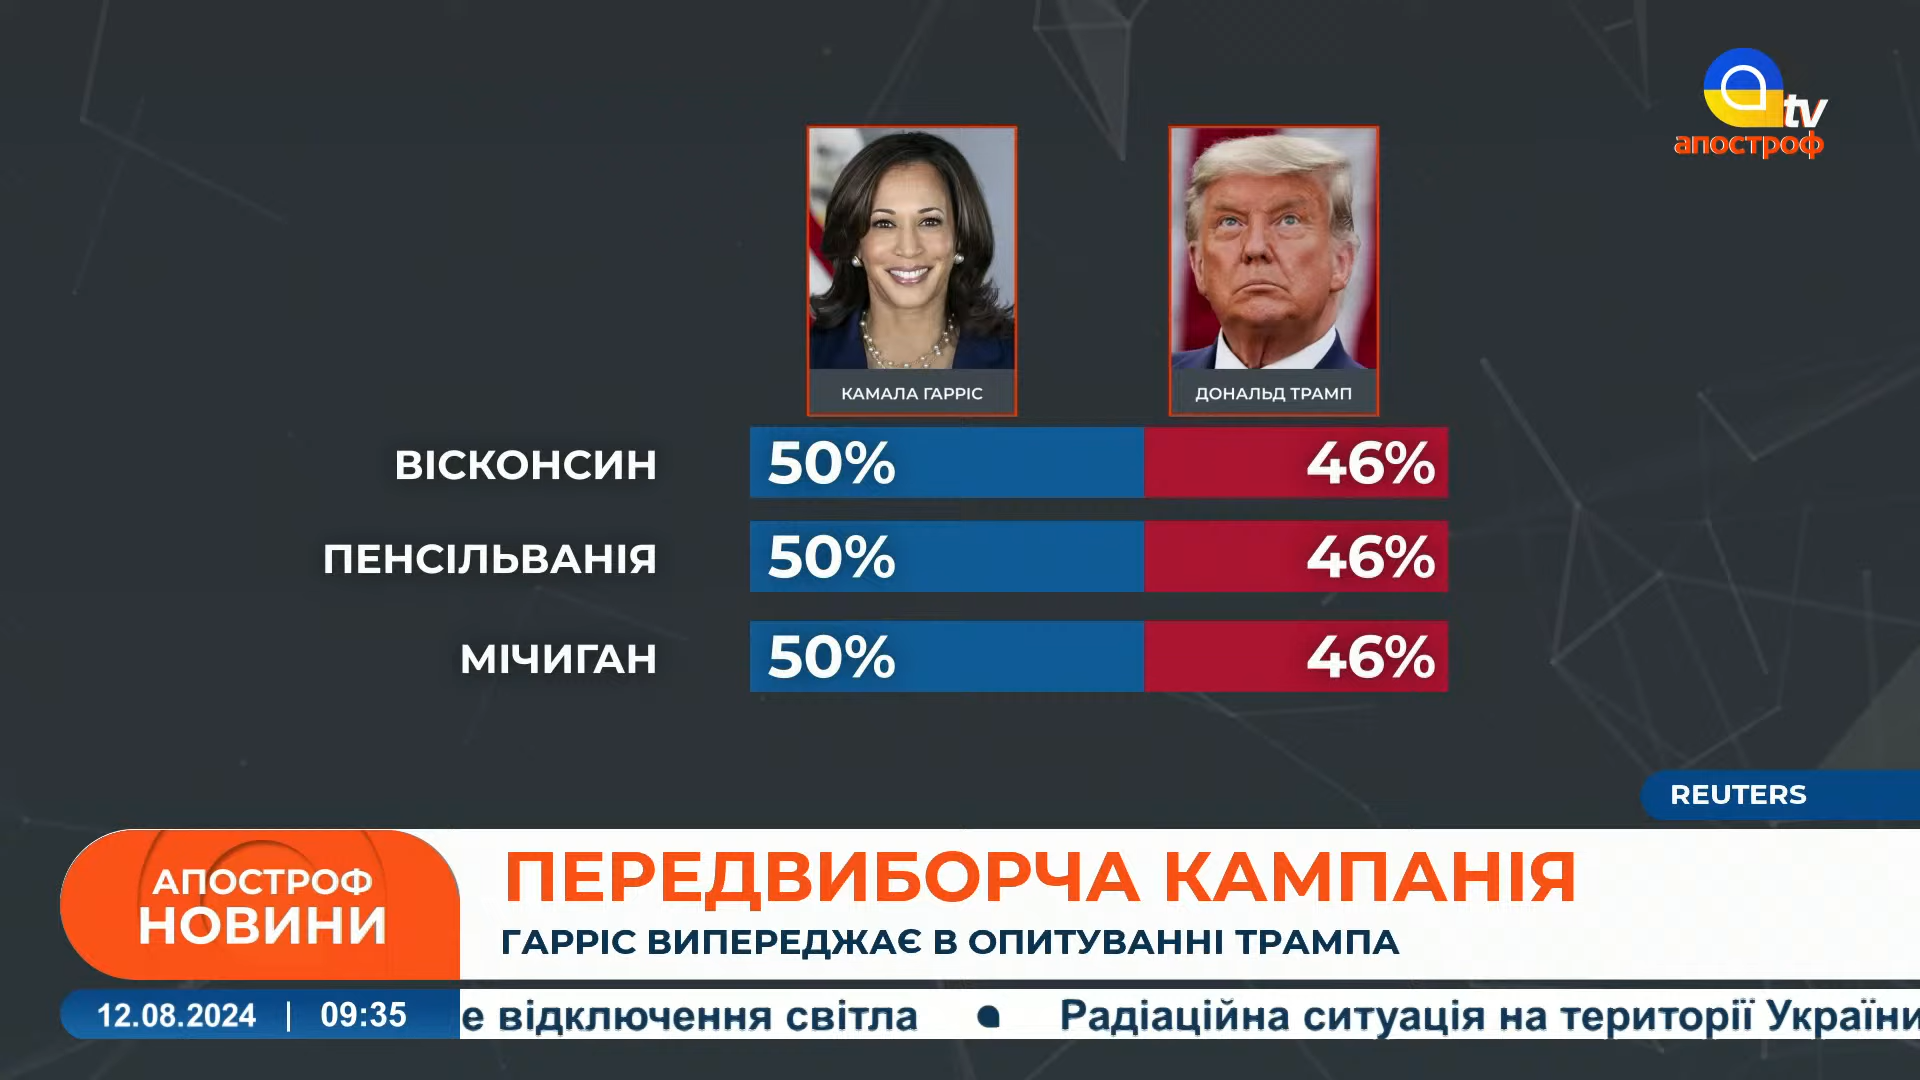 tv
апостроф
КАМАЛА ГАРРІС
ДОНАЛЬД ТРАМП
ВІСКОНСИН 50% 46%
ПЕНСІЛЬВАНІЯ 50% 46%
МІЧИГАН 50% 46%
REUTERS
АПОСТРОФ
НОВИНИ
ПЕРЕДВИБОРЧА КАМПАНІЯ
ГАРРІС ВИПЕРЕДЖАЄ В ОПИТУВАННІ ТРАМПА
12.08.2024 | 09:35
е відключення світла • Радіаційна ситуація на території України